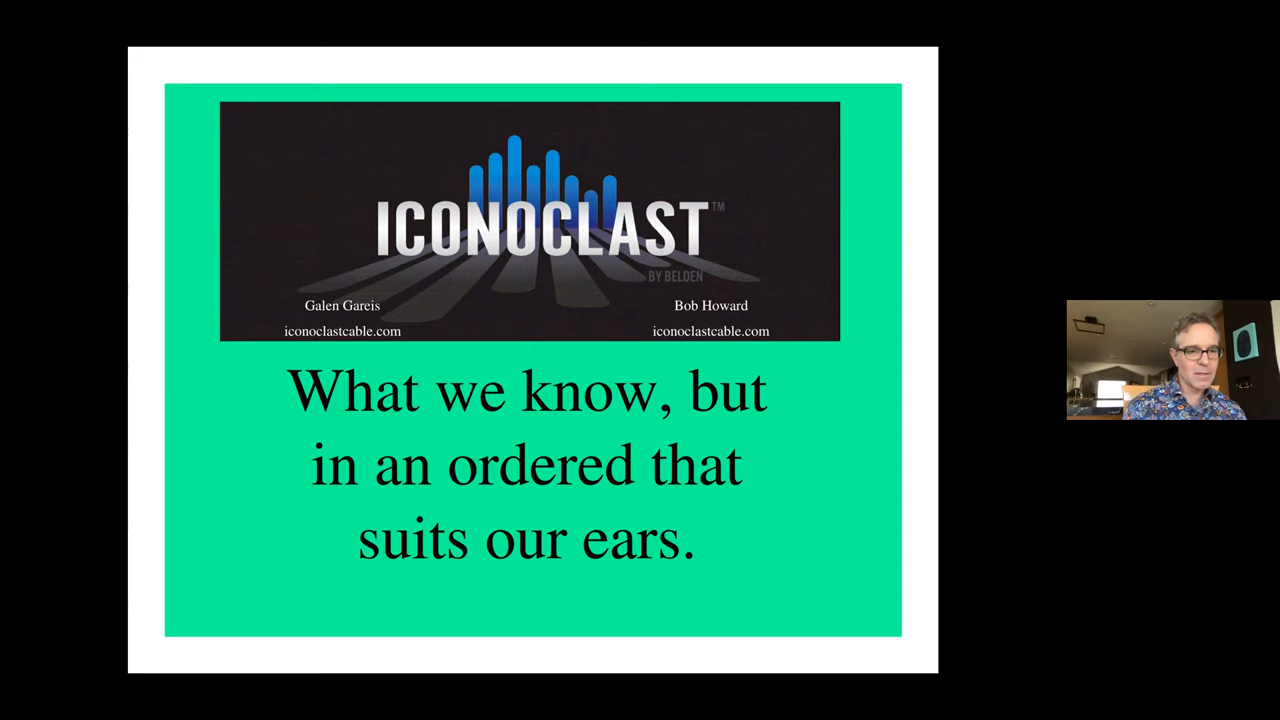 ICONOCLAST™
BY BELDEN
Galen Gareis
Bob Howard
iconoclastcable.com
iconoclastcable.com
What we know, but
in an ordered that
suits our ears.